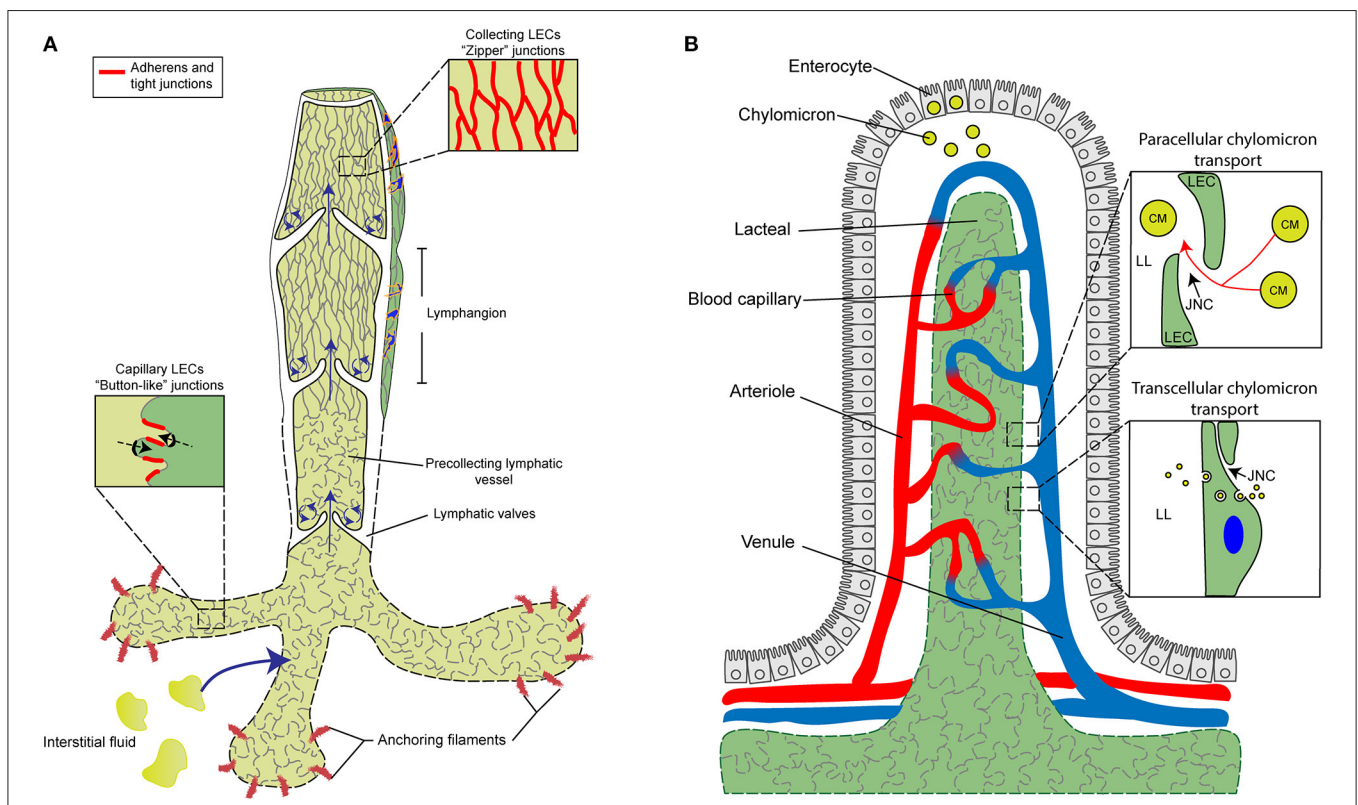 A
Adherens and
tight junctions
Collecting LECs
“Zipper” junctions
Lymphangion
Capillary LECs
“Button-like” junctions
Precollecting lymphatic
vessel
Lymphatic valves
Interstitial fluid
Anchoring filaments
B
Enterocyte
Chylomicron
Lacteal
Blood capillary
Arteriole
Venule
Paracellular chylomicron
transport
LEC
CM
CM
LL
CM
JNC
LEC
Transcellular chylomicron
transport
JNC
LL